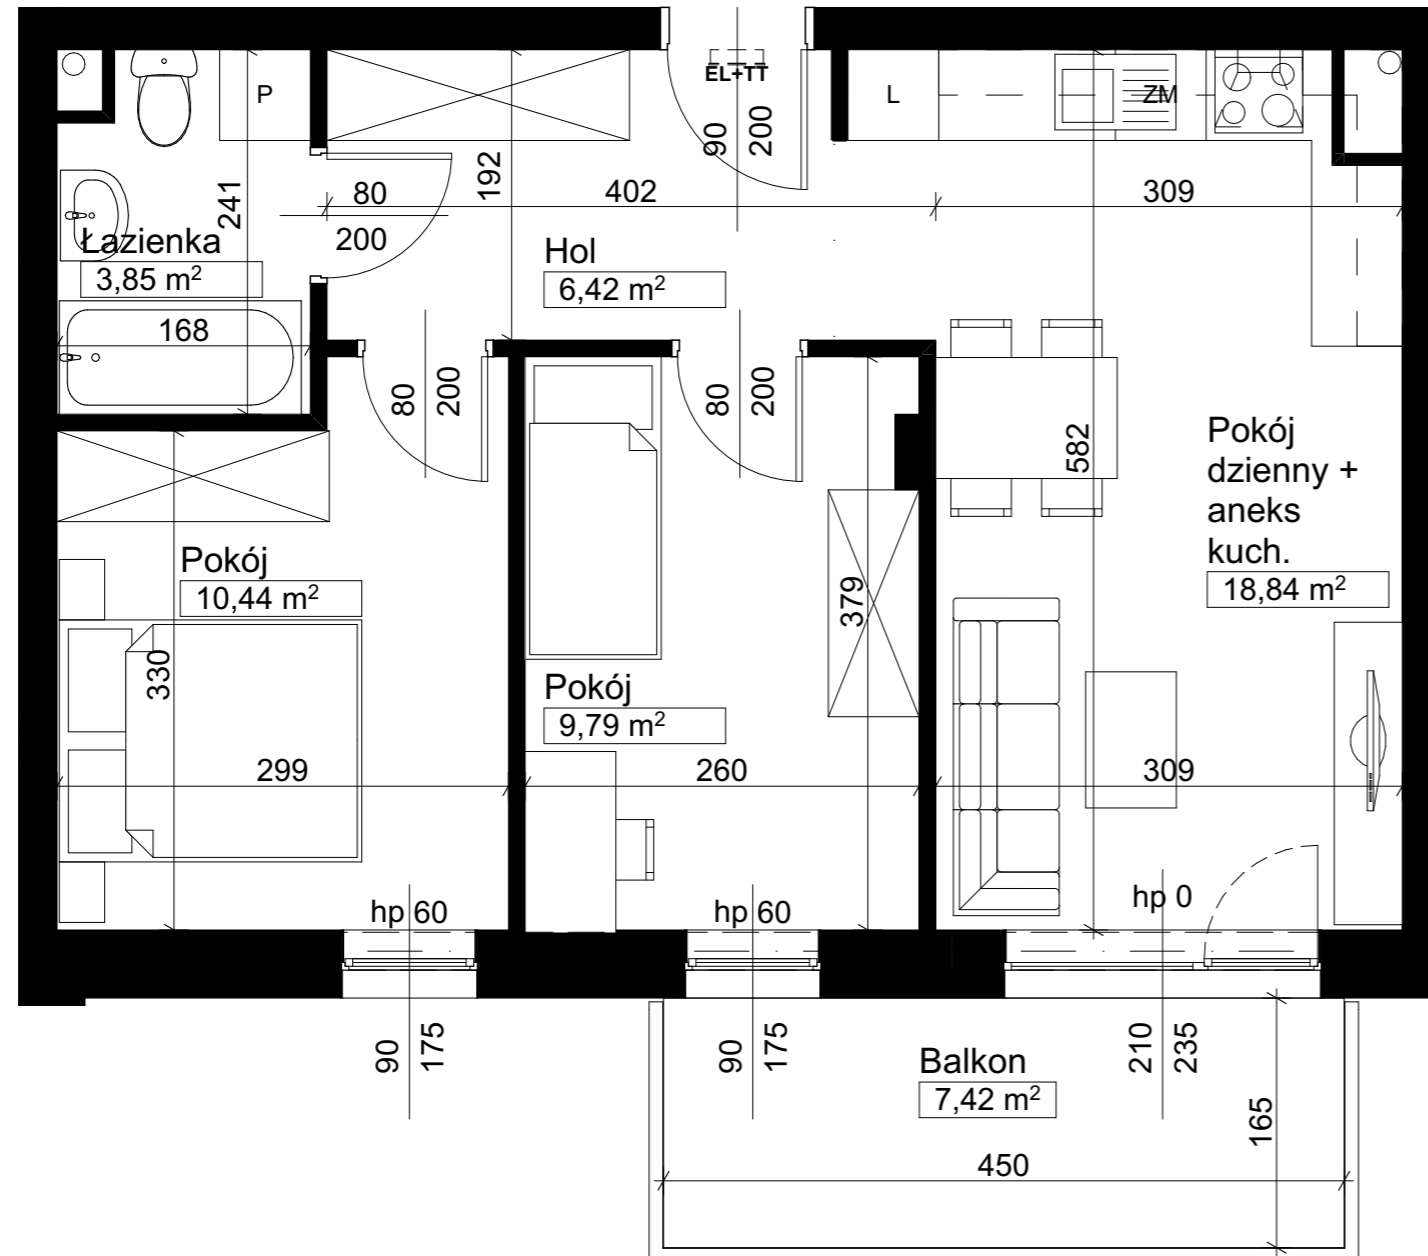 EL+TT
P
L
ZM
90
200
192
80
200
402
309
241
Łazienka
3,85 m²
Hol
6,42 m²
168
80
200
80
200
582
Pokój
dzienny +
aneks
kuch.
18,84 m²
Pokój
10,44 m²
379
330
Pokój
9,79 m²
299
260
309
hp 60
hp 60
hp 0
90
175
90
175
210
235
Balkon
7,42 m²
165
450